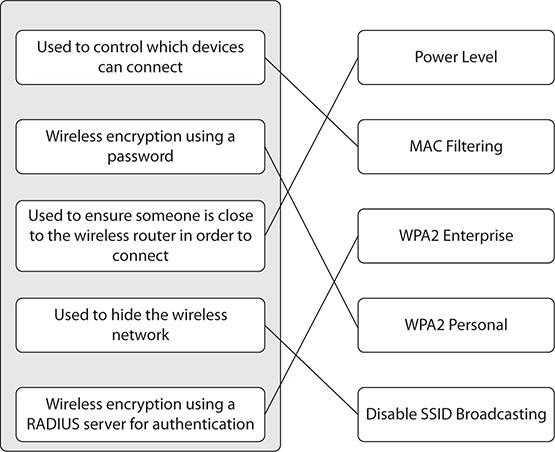 Used to control which devices
can connect
Power Level
Wireless encryption using a
password
MAC Filtering
Used to ensure someone is close
to the wireless router in order to
connect
WPA2 Enterprise
Used to hide the wireless
network
WPA2 Personal
Wireless encryption using a
RADIUS server for authentication
Disable SSID Broadcasting